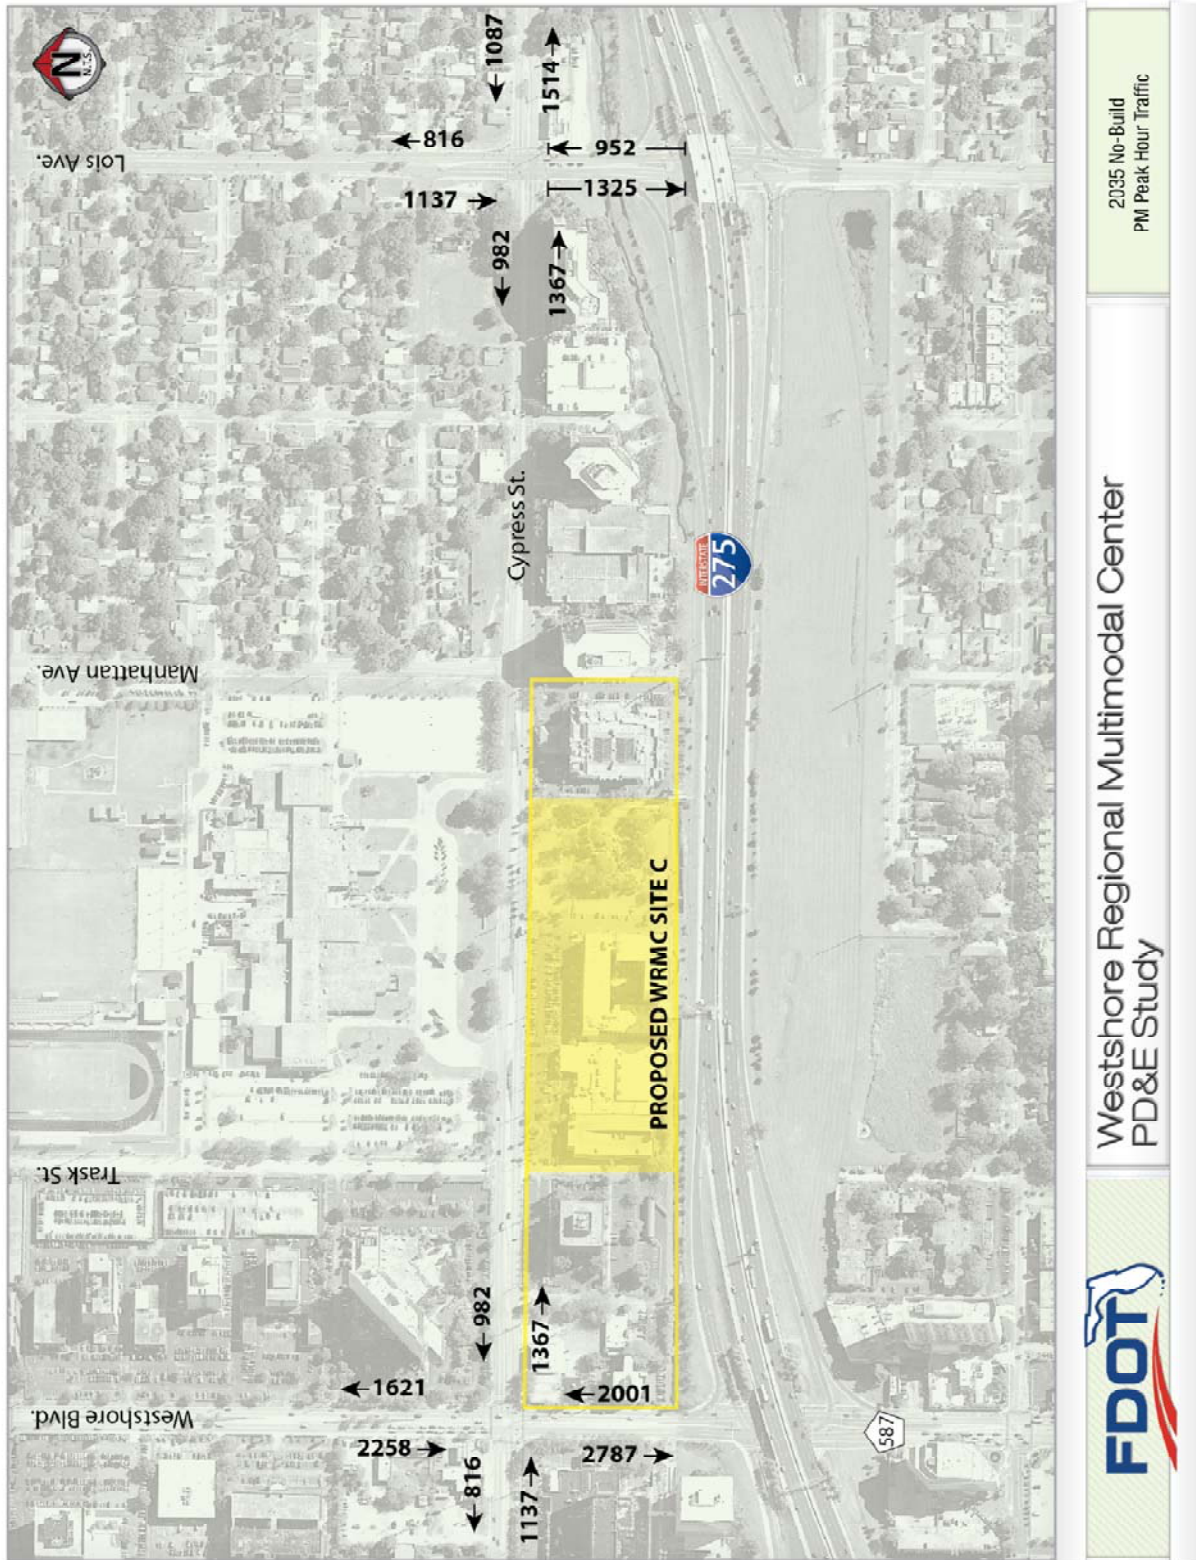 N
N.T.S.
Lois Ave.
816
1087
1514
1137
982
952
1325
1367
Cypress St.
INTERSTATE
275
Manhattan Ave.
PROPOSED WRMC SITE C
Trask St.
982
1367
Westshore Blvd.
1621
2001
2258
816
1137
2787
587
FDOT
Westshore Regional Multimodal Center
PD&E Study
2035 No-Build
PM Peak Hour Traffic